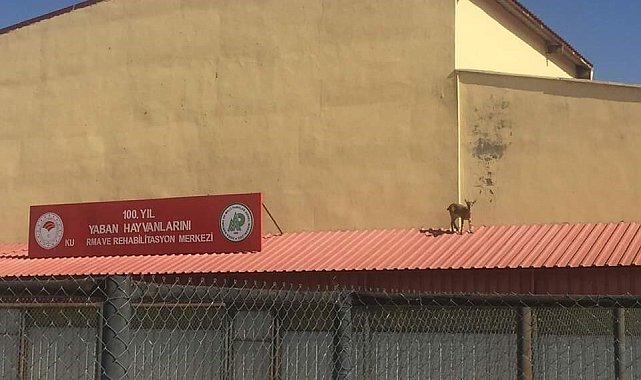 100. YIL
YABAN HAYVANLARINI
KU RMA VE REHABİLİTASYON MERKEZİ